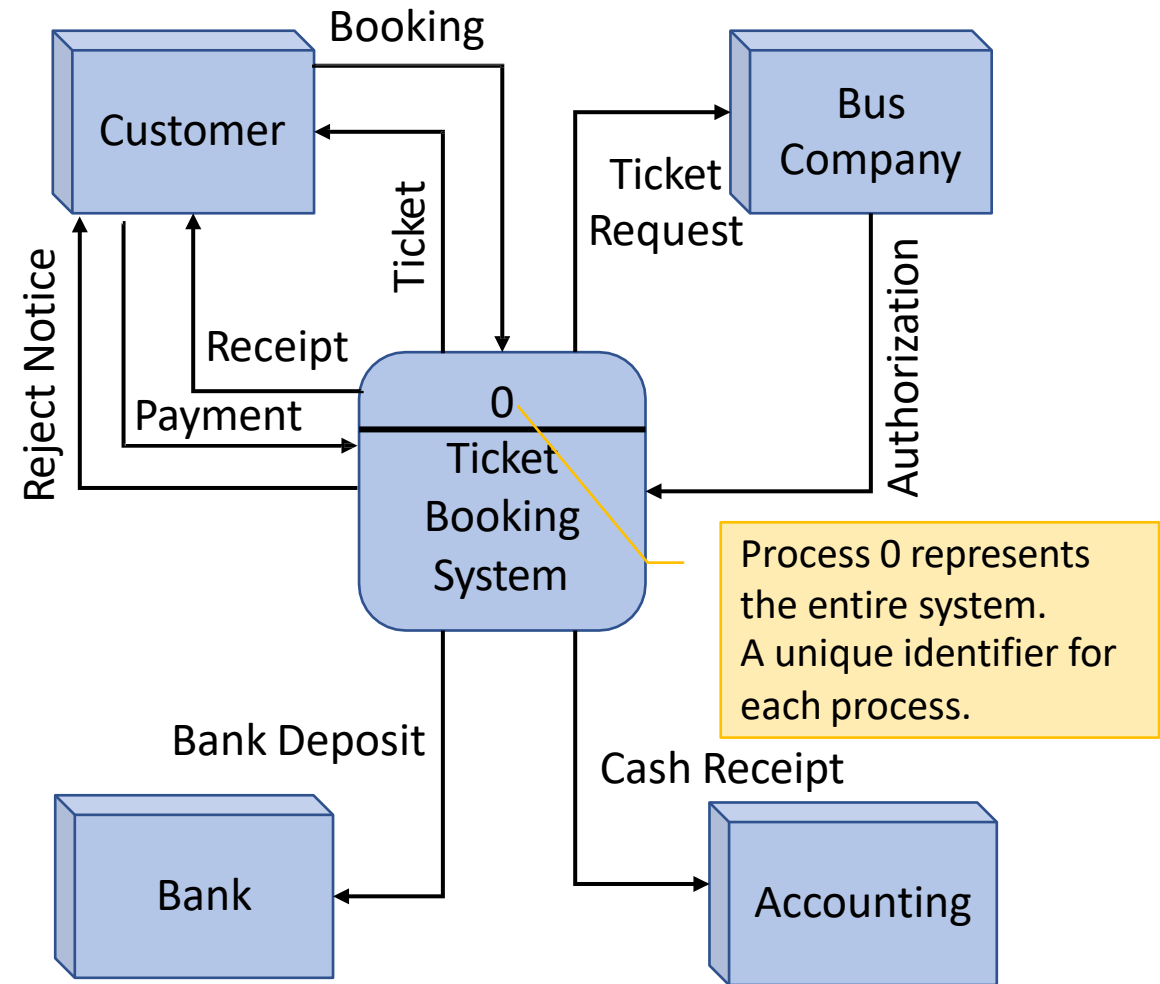 Booking
Customer
Bus
Company
Ticket
Ticket
Request
Reject Notice
Receipt
Payment
Authorization
0
Ticket
Booking
System
Process 0 represents
the entire system.
A unique identifier for
each process.
Bank Deposit
Cash Receipt
Bank
Accounting